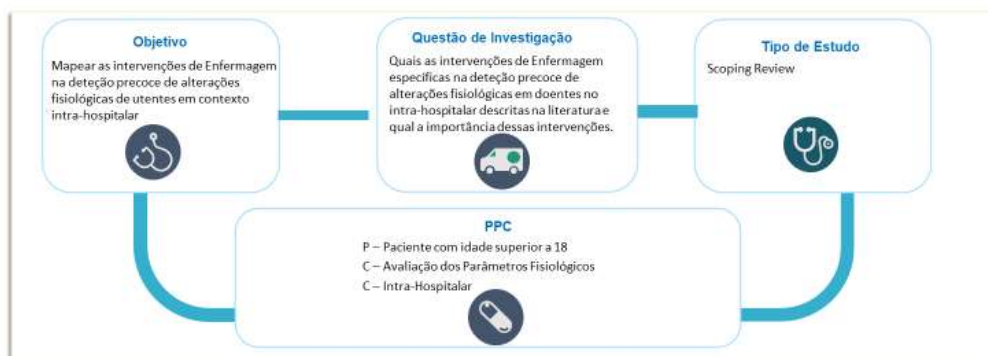 Objetivo
Mapear as intervenções de Enfermagem
na deteção precoce de alterações
fisiológicas de utentes em contexto
intra-hospitalar
Questão de Investigação
Quais as intervenções de Enfermagem
específicas na deteção precoce de
alterações fisiológicas em doentes no
intra-hospitalar descritas na literatura e
qual a importância dessas intervenções.
Tipo de Estudo
Scoping Review
PPC
P – Paciente com idade superior a 18
C – Avaliação dos Parâmetros Fisiológicos
C – Intra-Hospitalar